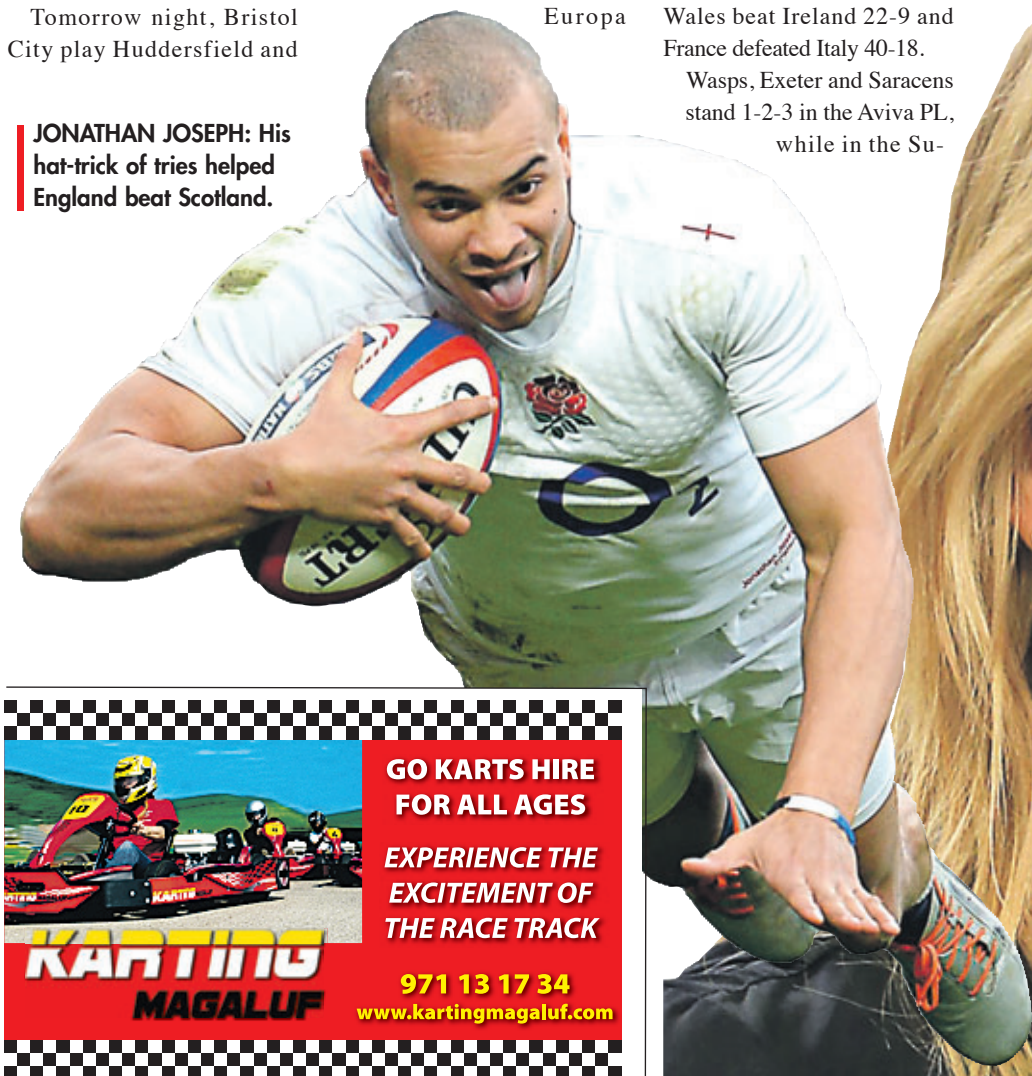 Tomorrow night, Bristol
City play Huddersfield and
JONATHAN JOSEPH: His
hat-trick of tries helped
England beat Scotland.
Europa
Wales beat Ireland 22-9 and
France defeated Italy 40-18.
Wasps, Exeter and Saracens
stand 1-2-3 in the Aviva PL,
while in the Su-
O2
GO KARTS HIRE
FOR ALL AGES
EXPERIENCE THE
EXCITEMENT OF
THE RACE TRACK
971 13 17 34
www.kartingmagaluf.com
10
KARTING
KARTING
MAGALUF